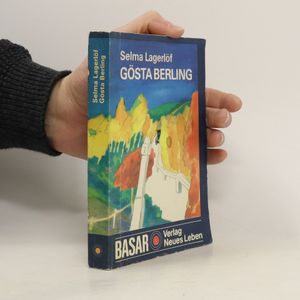 Selma Lagerlöf
GÖSTA BERLING
BASAR
Verlag
Neues Leben
Selma Lagerlöf
Gösta Berling